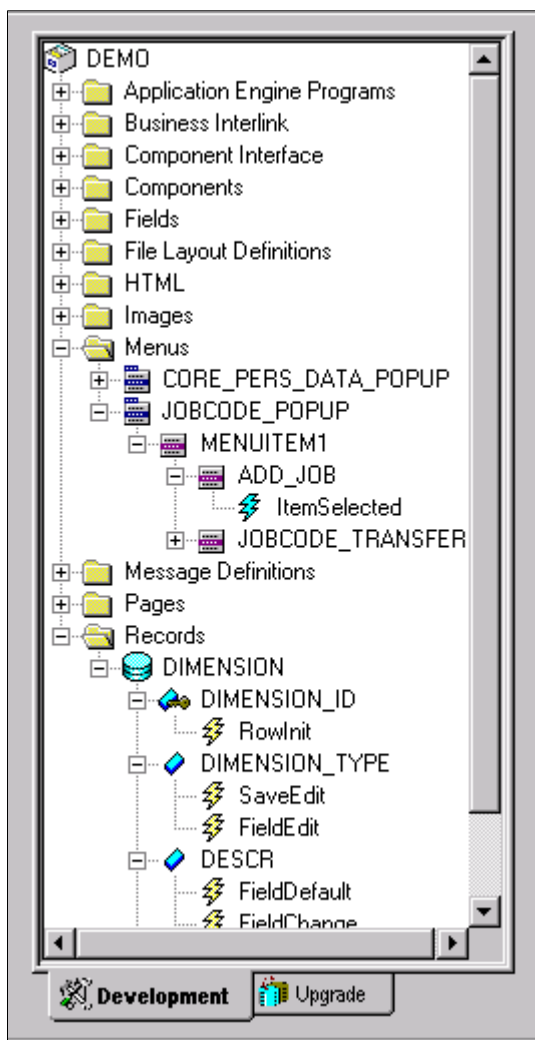 DEMO
Application Engine Programs
Business Interlink
Component Interface
Components
Fields
File Layout Definitions
HTML
Images
Menus
CORE_PERS_DATA_POPUP
JOBCODE_POPUP
MENUITEM1
ADD_JOB
ItemSelected
JOBCODE_TRANSFER
Message Definitions
Pages
Records
DIMENSION
DIMENSION_ID
RowInit
DIMENSION_TYPE
SaveEdit
FieldEdit
DESCR
FieldDefault
FieldChange
Development Upgrade